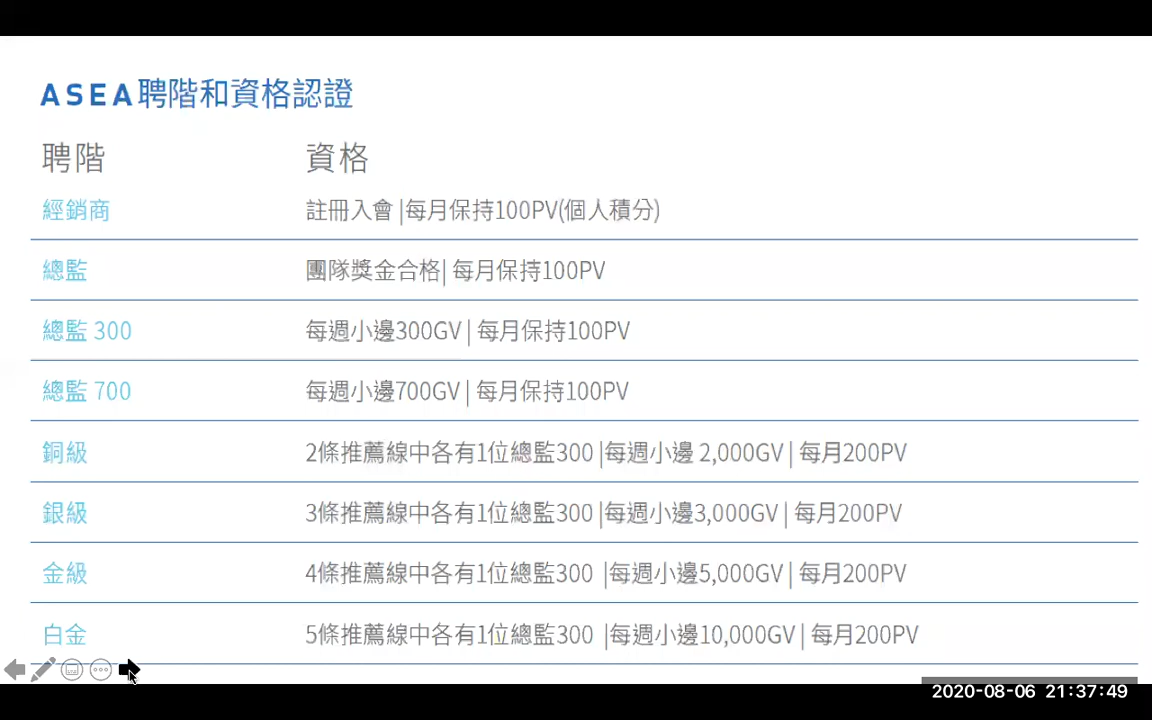 ASEA聘階和資格認證
聘階 資格
經銷商 註冊入會 |每月保持100PV(個人積分)
總監 團隊獎金合格| 每月保持100PV
總監 300 每週小邊300GV | 每月保持100PV
總監 700 每週小邊700GV | 每月保持100PV
銅級 2條推薦線中各有1位總監300 |每週小邊 2,000GV | 每月200PV
銀級 3條推薦線中各有1位總監300 |每週小邊3,000GV | 每月200PV
金級 4條推薦線中各有1位總監300 |每週小邊5,000GV | 每月200PV
白金 5條推薦線中各有1位總監300 |每週小邊10,000GV | 每月200PV
2020-08-06 21:37:49